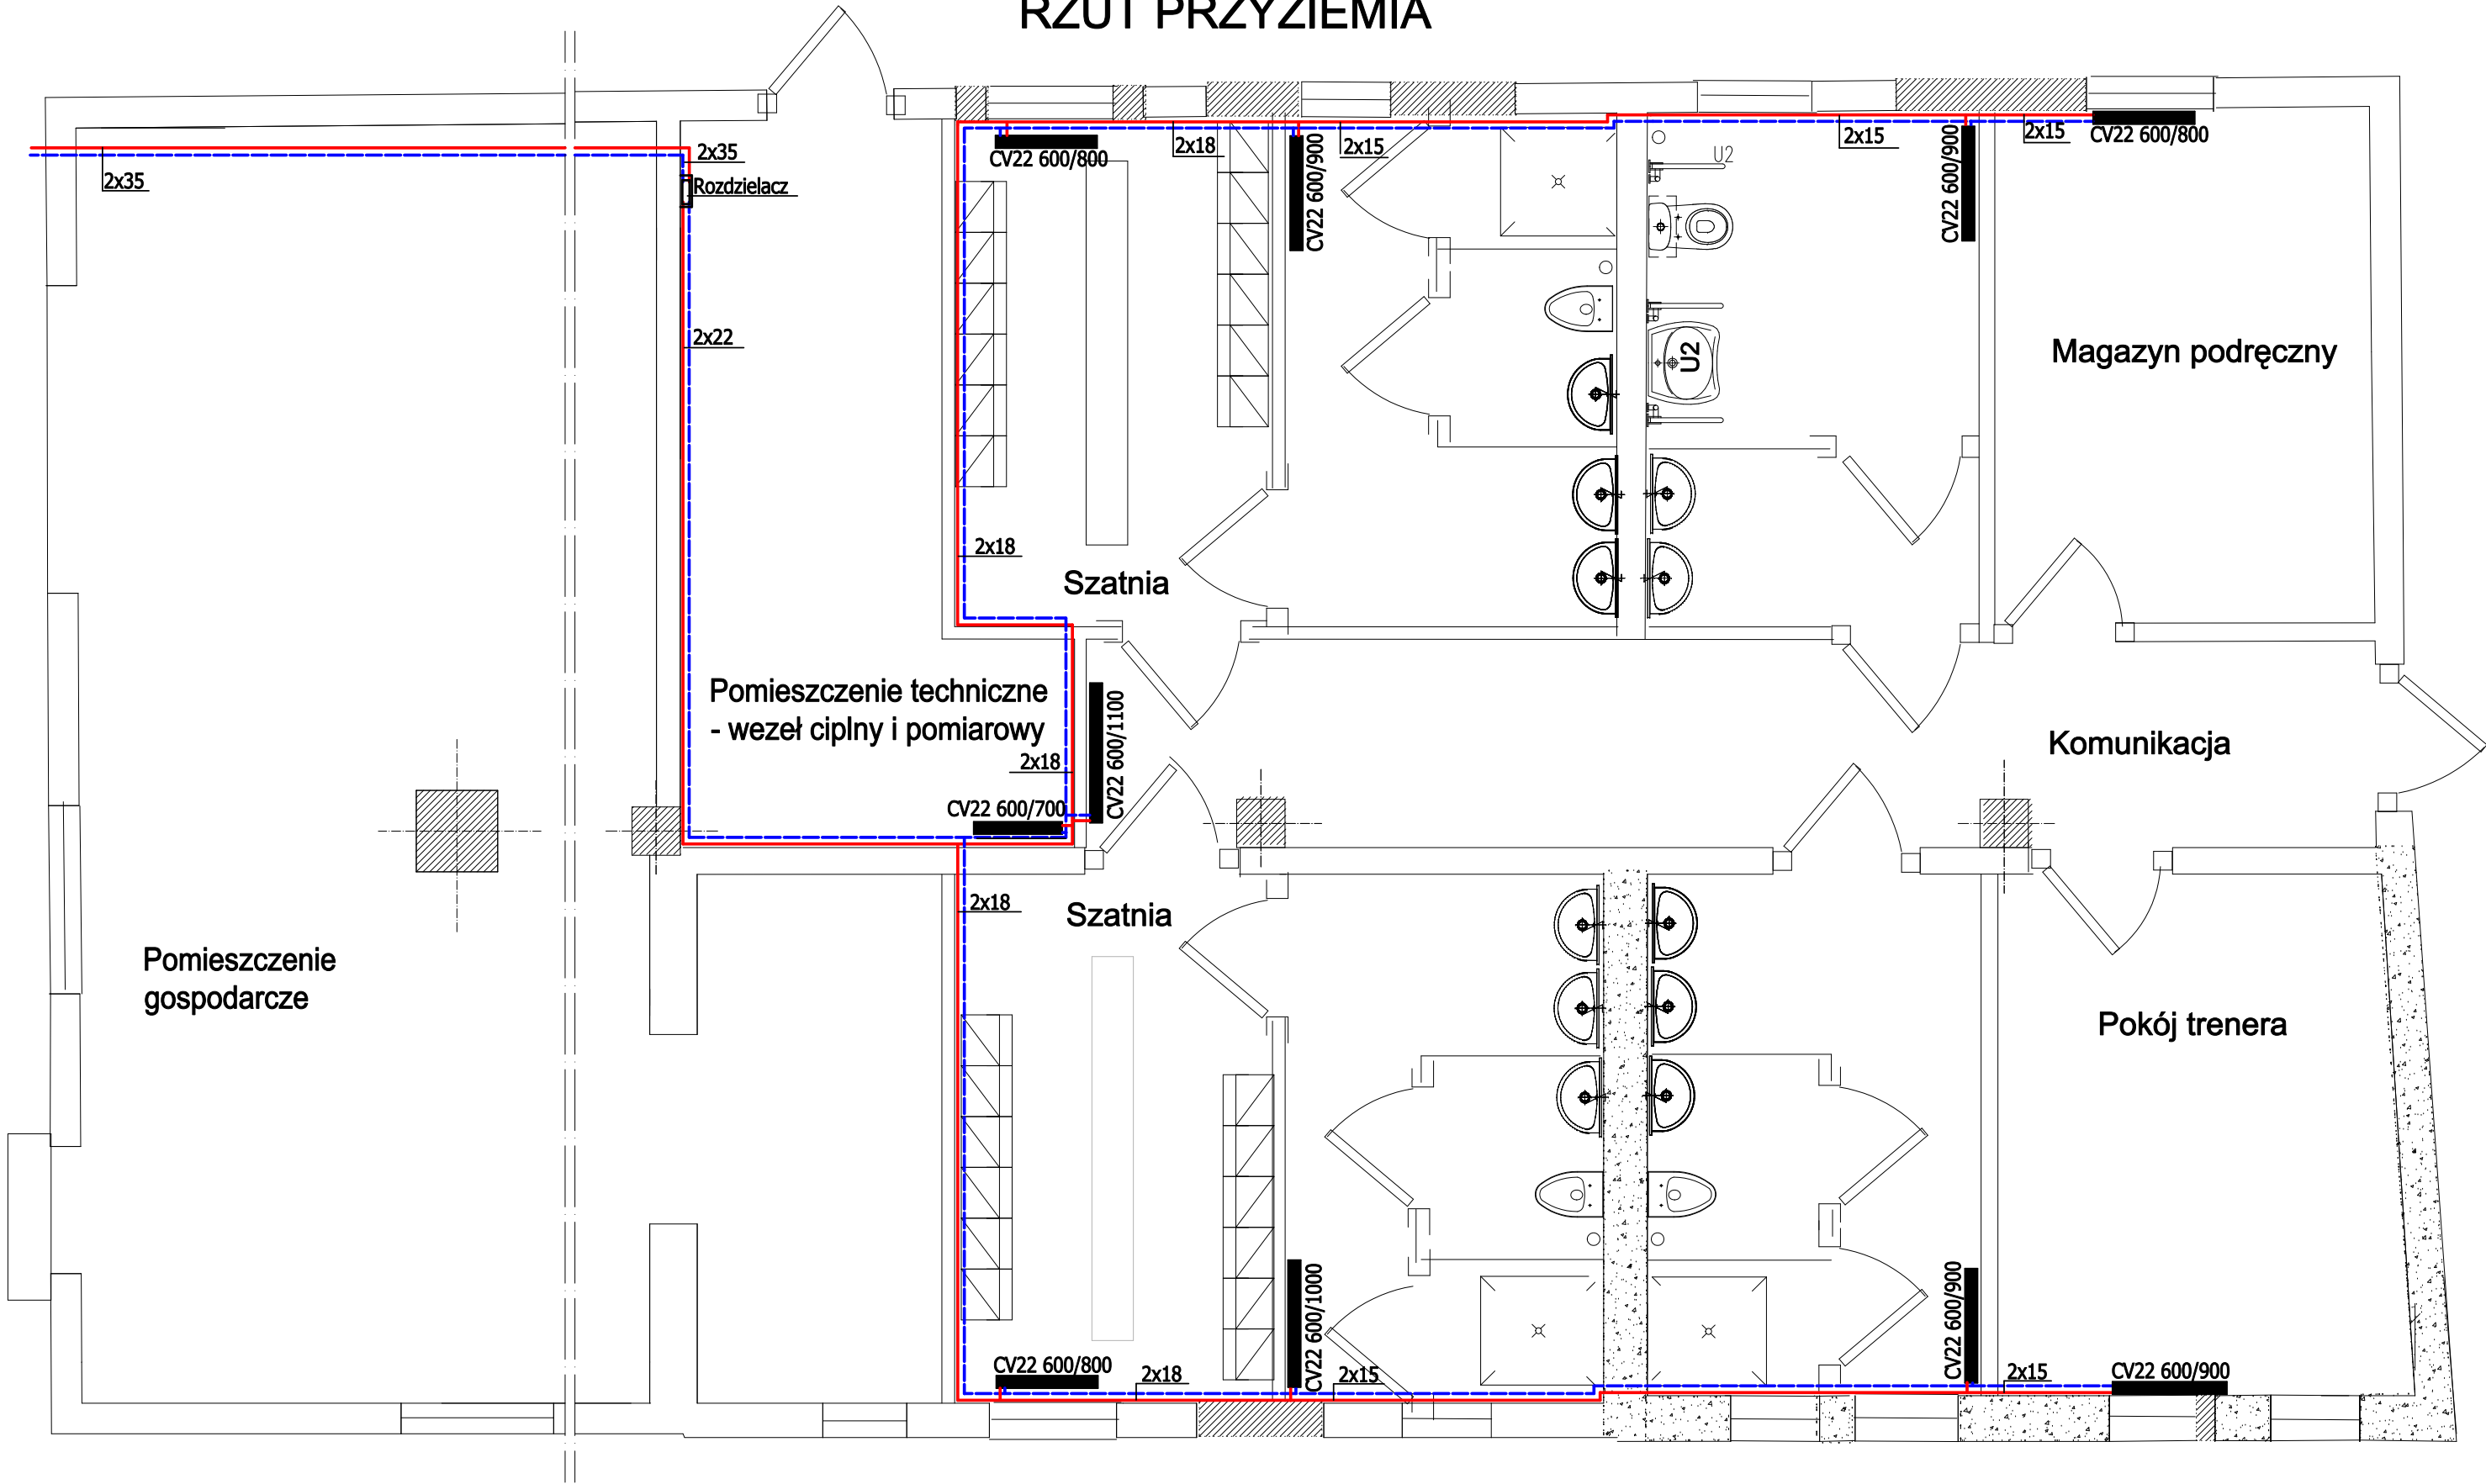 RZUT PRZYZIEMIA
2x35
2x35
Rozdzielacz
2x22
CV22 600/800
2x18
CV22 600/900
2x15
U2
2x15
CV22 600/900
2x15
CV22 600/800
U2
Magazyn podręczny
2x18
Szatnia
Pomieszczenie techniczne
- wezeł ciplny i pomiarowy
2x18
CV22 600/700
CV22 600/1100
Komunikacja
2x18
Szatnia
Pomieszczenie
gospodarcze
Pokój trenera
CV22 600/800
2x18
CV22 600/1000
2x15
CV22 600/900
2x15
CV22 600/900